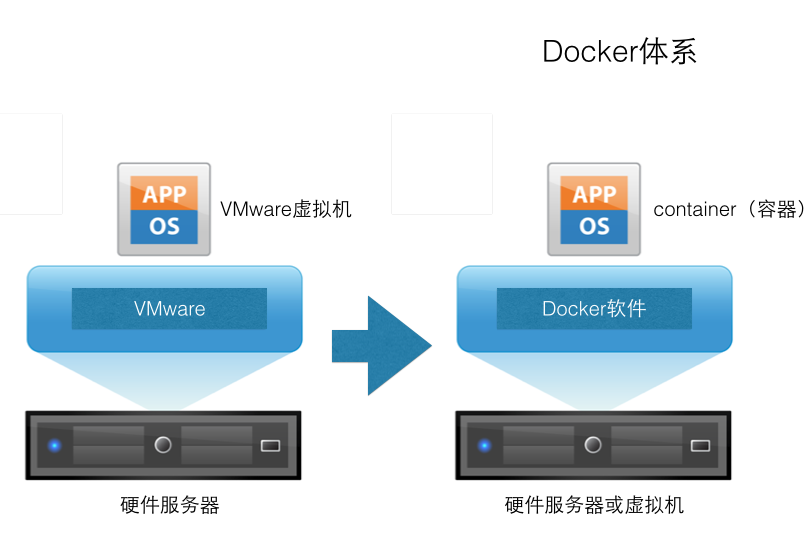 Docker体系
APP
OS
VMware虚拟机
APP
OS
container（容器）
VMware
Docker软件
硬件服务器
硬件服务器或虚拟机